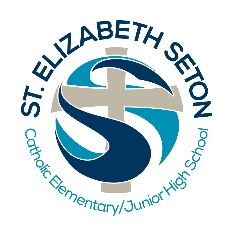 ST. ELIZABETH SETON
Catholic Elementary/Junior High School